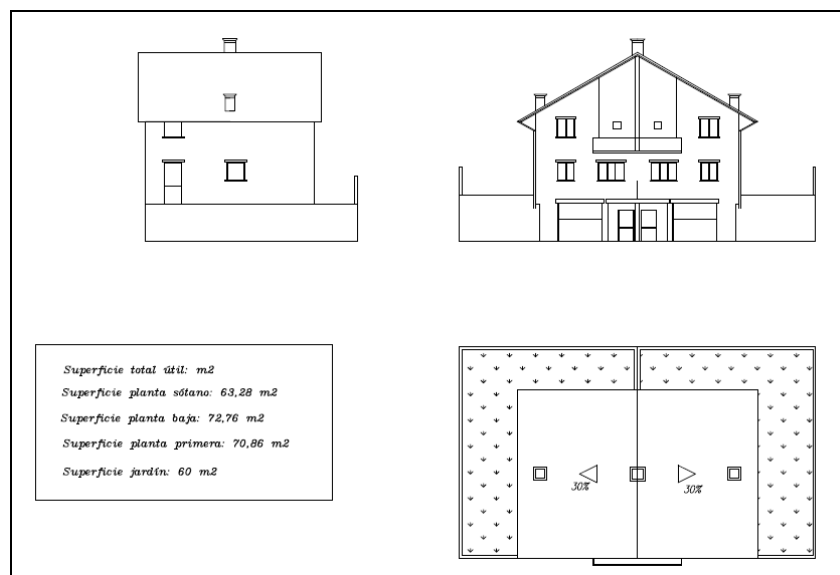 Superficie total útil: m2
Superficie planta sótano: 63,28 m2
Superficie planta baja: 72,76 m2
Superficie planta primera: 70,86 m2
Superficie jardín: 60 m2
30% 30%